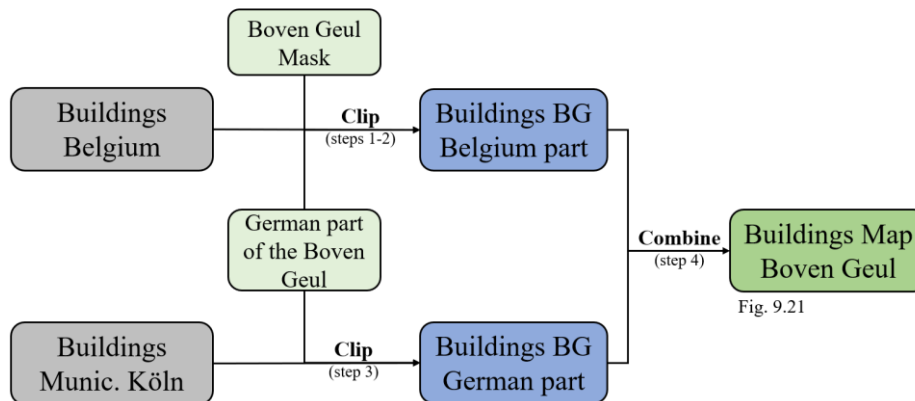 Boven Geul
Mask
Buildings
Belgium
Clip
(steps 1-2)
Buildings BG
Belgium part
German part
of the Boven
Geul
Combine
(step 4)
Buildings Map
Boven Geul
Fig. 9.21
Buildings
Munic. Köln
Clip
(step 3)
Buildings BG
German part